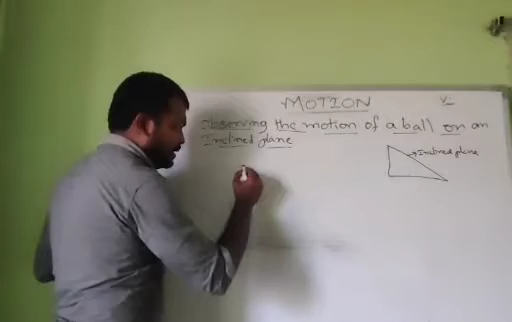 MOTION
Observing the motion of a ball on an
Inclined plane
Inclined plane